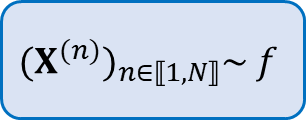 (𝐗⁽ⁿ⁾)ₙ∈⟦1,N⟧ ~ f